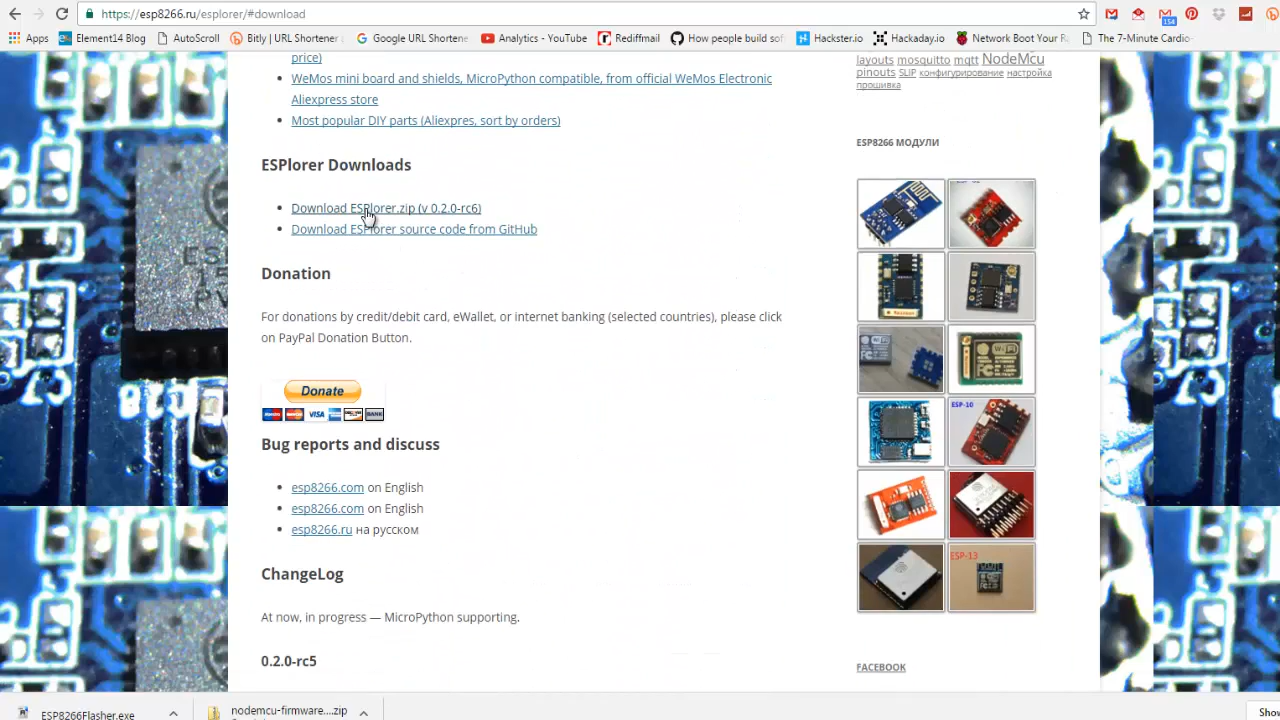 https://esp8266.ru/esplorer/#download
154
Apps Element14 Blog AutoScroll Bitly | URL Shortener Google URL Shorten Analytics - YouTube Rediffmail How people build sof Hackster.io Hackaday.io Network Boot Your R The 7-Minute Cardio
price)
WeMos mini board and shields, MicroPython compatible, from official WeMos Electronic
Aliexpress store
Most popular DIY parts (Aliexpres, sort by orders)
ESPlorer Downloads
Download ESPlorer.zip (v 0.2.0-rc6)
Download ESPlorer source code from GitHub
Donation
For donations by credit/debit card, eWallet, or internet banking (selected countries), please click
on PayPal Donation Button.
Donate
VISA
BANK
Bug reports and discuss
esp8266.com on English
esp8266.com on English
esp8266.ru на русском
ChangeLog
At now, in progress — MicroPython supporting.
0.2.0-rc5
layouts mosquitto mqtt NodeMcu
pinouts SLIP конфигурирование настройка
прошивка
ESP8266 МОДУЛИ
ESP-10
ESP-13
FACEBOOK
ESP8266Flasher.exe
nodemcu-firmware....zip
Show